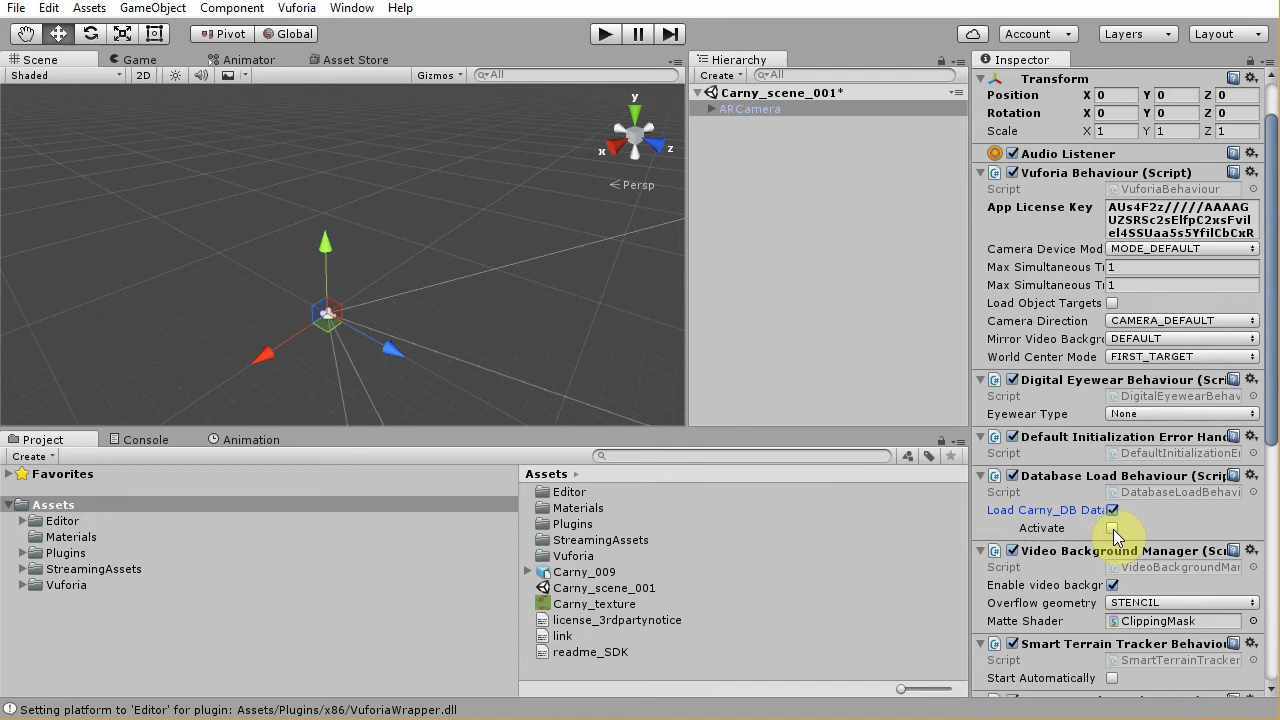 File Edit Assets GameObject Component Vuforia Window Help
Pivot Global Account Layers Layout
Scene Game Animator Asset Store
Shaded 2D Gizmos All
y
x z
Persp
Hierarchy
Create All
Carny_scene_001*
ARCamera
Inspector
Transform
Position X 0 Y 0 Z 0
Rotation X 0 Y 0 Z 0
Scale X 1 Y 1 Z 1
Audio Listener
Vuforia Behaviour (Script)
Script VuforiaBehaviour
App License Key AUs4F2z/////AAAAG
UZSRSc2sElfpC2xsFvil
el4SSUaa5s5YfilCbCxR
Camera Device Mod MODE_DEFAULT
Max Simultaneous Tr 1
Max Simultaneous Tr 1
Load Object Targets
Camera Direction CAMERA_DEFAULT
Mirror Video Backgro DEFAULT
World Center Mode FIRST_TARGET
Digital Eyewear Behaviour (Scri
Script DigitalEyewearBehav
Eyewear Type None
Default Initialization Error Hand
Script DefaultInitializationE
Database Load Behaviour (Scrip
Script DatabaseLoadBehavi
Load Carny_DB Data
Activate
Video Background Manager (Scr
Script VideoBackgroundMar
Enable video backgr
Overflow geometry STENCIL
Matte Shader ClippingMask
Smart Terrain Tracker Behaviou
Script SmartTerrainTracker
Start Automatically
Project Console Animation
Create
Favorites
Assets
Editor
Materials
Plugins
StreamingAssets
Vuforia
Assets
Editor
Materials
Plugins
StreamingAssets
Vuforia
Carny_009
Carny_scene_001
Carny_texture
license_3rdpartynotice
link
readme_SDK
Setting platform to 'Editor' for plugin: Assets/Plugins/x86/VuforiaWrapper.dll